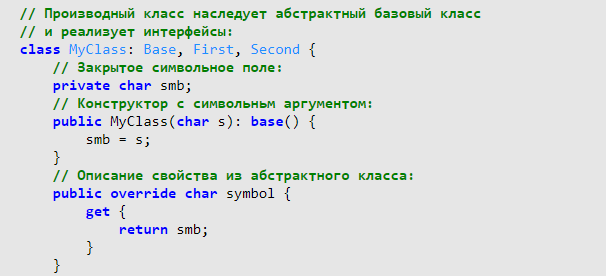 // Производный класс наследует абстрактный базовый класс
// и реализует интерфейсы:
class MyClass: Base, First, Second {
// Закрытое символьное поле:
private char smb;
// Конструктор с символьньм аргументом:
public MyClass(char s): base() {
smb = s;
}
// Описание свойства из абстрактного класса:
public override char symbol {
get {
return smb;
}
}